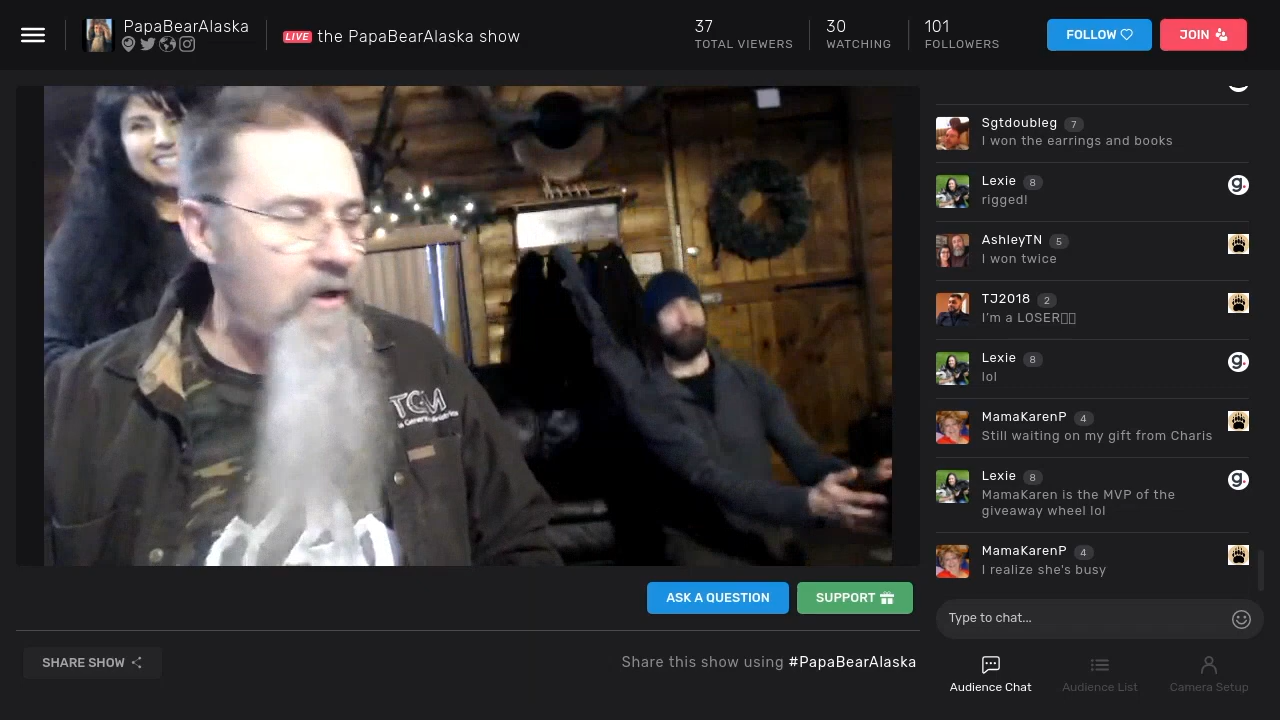 PapaBearAlaska
LIVE the PapaBearAlaska show
37
TOTAL VIEWERS
30
WATCHING
101
FOLLOWERS
FOLLOW
JOIN
TCM
Sgtdoubleg 7
I won the earrings and books
Lexie 8
rigged!
g.
AshleyTN 5
I won twice
TJ2018 2
I'm a LOSER
Lexie 8
lol
g.
MamaKarenP 4
Still waiting on my gift from Charis
Lexie 8
MamaKaren is the MVP of the
giveaway wheel lol
g.
MamaKarenP 4
I realize she's busy
ASK A QUESTION
SUPPORT
Type to chat...
SHARE SHOW
Share this show using #PapaBearAlaska
Audience Chat
Audience List
Camera Setup